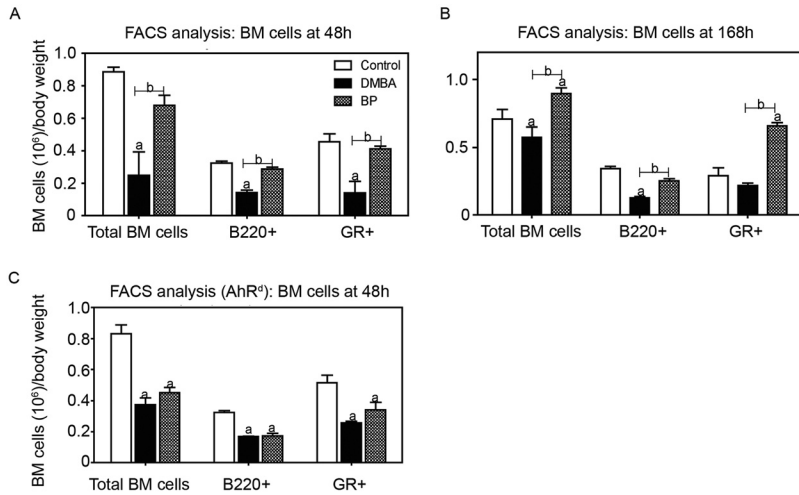 A
FACS analysis: BM cells at 48h
BM cells (10⁶)/body weight
1.0
0.8
0.6
0.4
0.2
0
Control
DMBA
BP
a
b
a
b
a
b
Total BM cells
B220+
GR+
B
FACS analysis: BM cells at 168h
1.0
0.5
0
a
b
a
a
b
b
a
Total BM cells
B220+
GR+
C
FACS analysis (AhRᵈ): BM cells at 48h
BM cells (10⁶)/body weight
1.0
0.8
0.6
0.4
0.2
0
a
a
a
a
a
a
Total BM cells
B220+
GR+